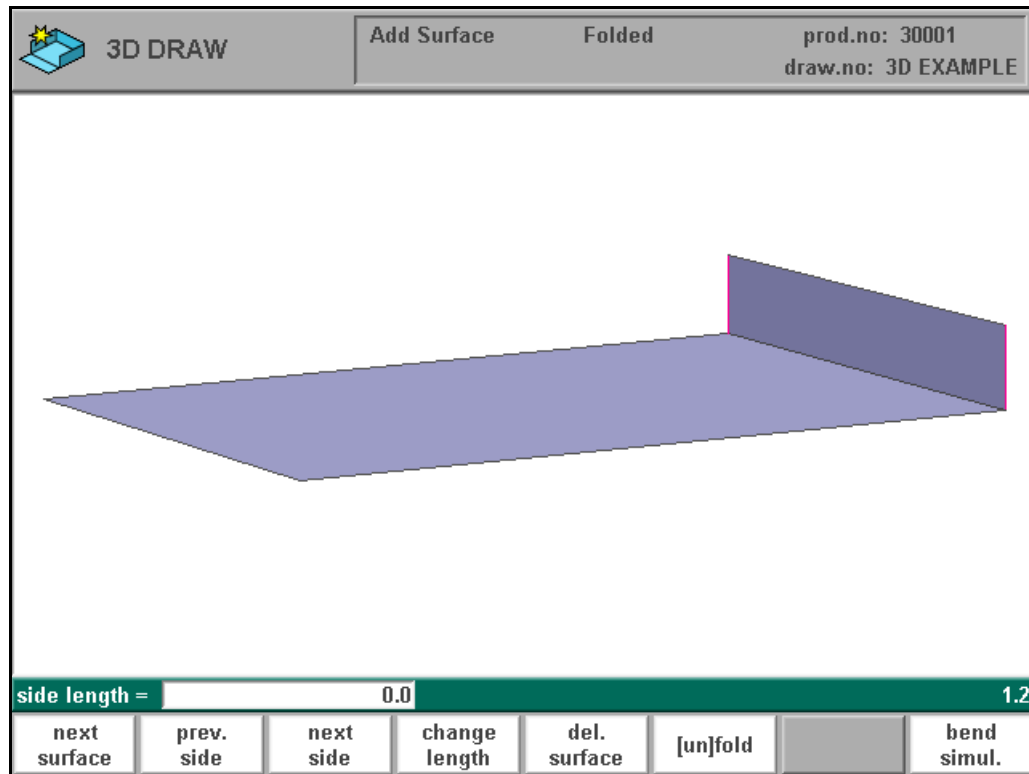 3D DRAW
Add Surface Folded prod.no: 30001
draw.no: 3D EXAMPLE
side length = 0.0 1.2
next surface
prev. side
next side
change length
del. surface
[un]fold
bend simul.